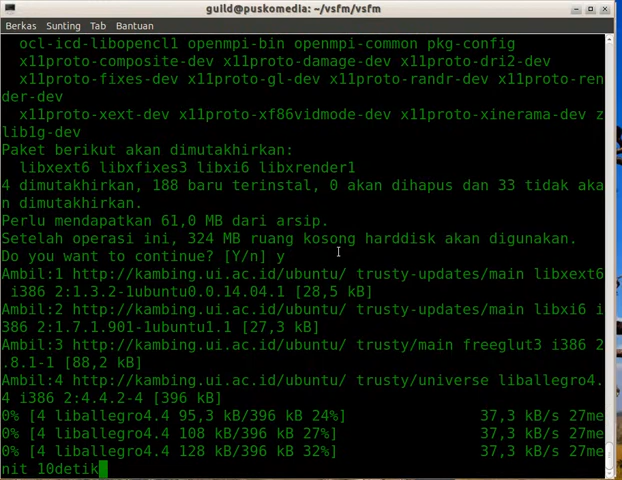 guild@puskomedia: ~/vsfm/vsfm
Berkas Sunting Tab Bantuan
ocl-icd-libopencl1 openmpi-bin openmpi-common pkg-config
x11proto-composite-dev x11proto-damage-dev x11proto-dri2-dev
x11proto-fixes-dev x11proto-gl-dev x11proto-randr-dev x11proto-ren
der-dev
x11proto-xext-dev x11proto-xf86vidmode-dev x11proto-xinerama-dev z
lib1g-dev
Paket berikut akan dimutakhirkan:
libxext6 libxfixes3 libxi6 libxrender1
4 dimutakhirkan, 188 baru terinstal, 0 akan dihapus dan 33 tidak aka
n dimutakhirkan.
Perlu mendapatkan 61,0 MB dari arsip.
Setelah operasi ini, 324 MB ruang kosong harddisk akan digunakan.
Do you want to continue? [Y/n] y
Ambil:1 http://kambing.ui.ac.id/ubuntu/ trusty-updates/main libxext6
i386 2:1.3.2-1ubuntu0.0.14.04.1 [28,5 kB]
Ambil:2 http://kambing.ui.ac.id/ubuntu/ trusty-updates/main libxi6 i
386 2:1.7.1.901-1ubuntu1.1 [27,3 kB]
Ambil:3 http://kambing.ui.ac.id/ubuntu/ trusty/main freeglut3 i386 2
.8.1-1 [88,2 kB]
Ambil:4 http://kambing.ui.ac.id/ubuntu/ trusty/universe liballegro4.
4 i386 2:4.4.2-4 [396 kB]
0% [4 liballegro4.4 95,3 kB/396 kB 24%] 37,3 kB/s 27me
0% [4 liballegro4.4 108 kB/396 kB 27%] 37,3 kB/s 27me
0% [4 liballegro4.4 128 kB/396 kB 32%] 37,3 kB/s 27me
nit 10detik